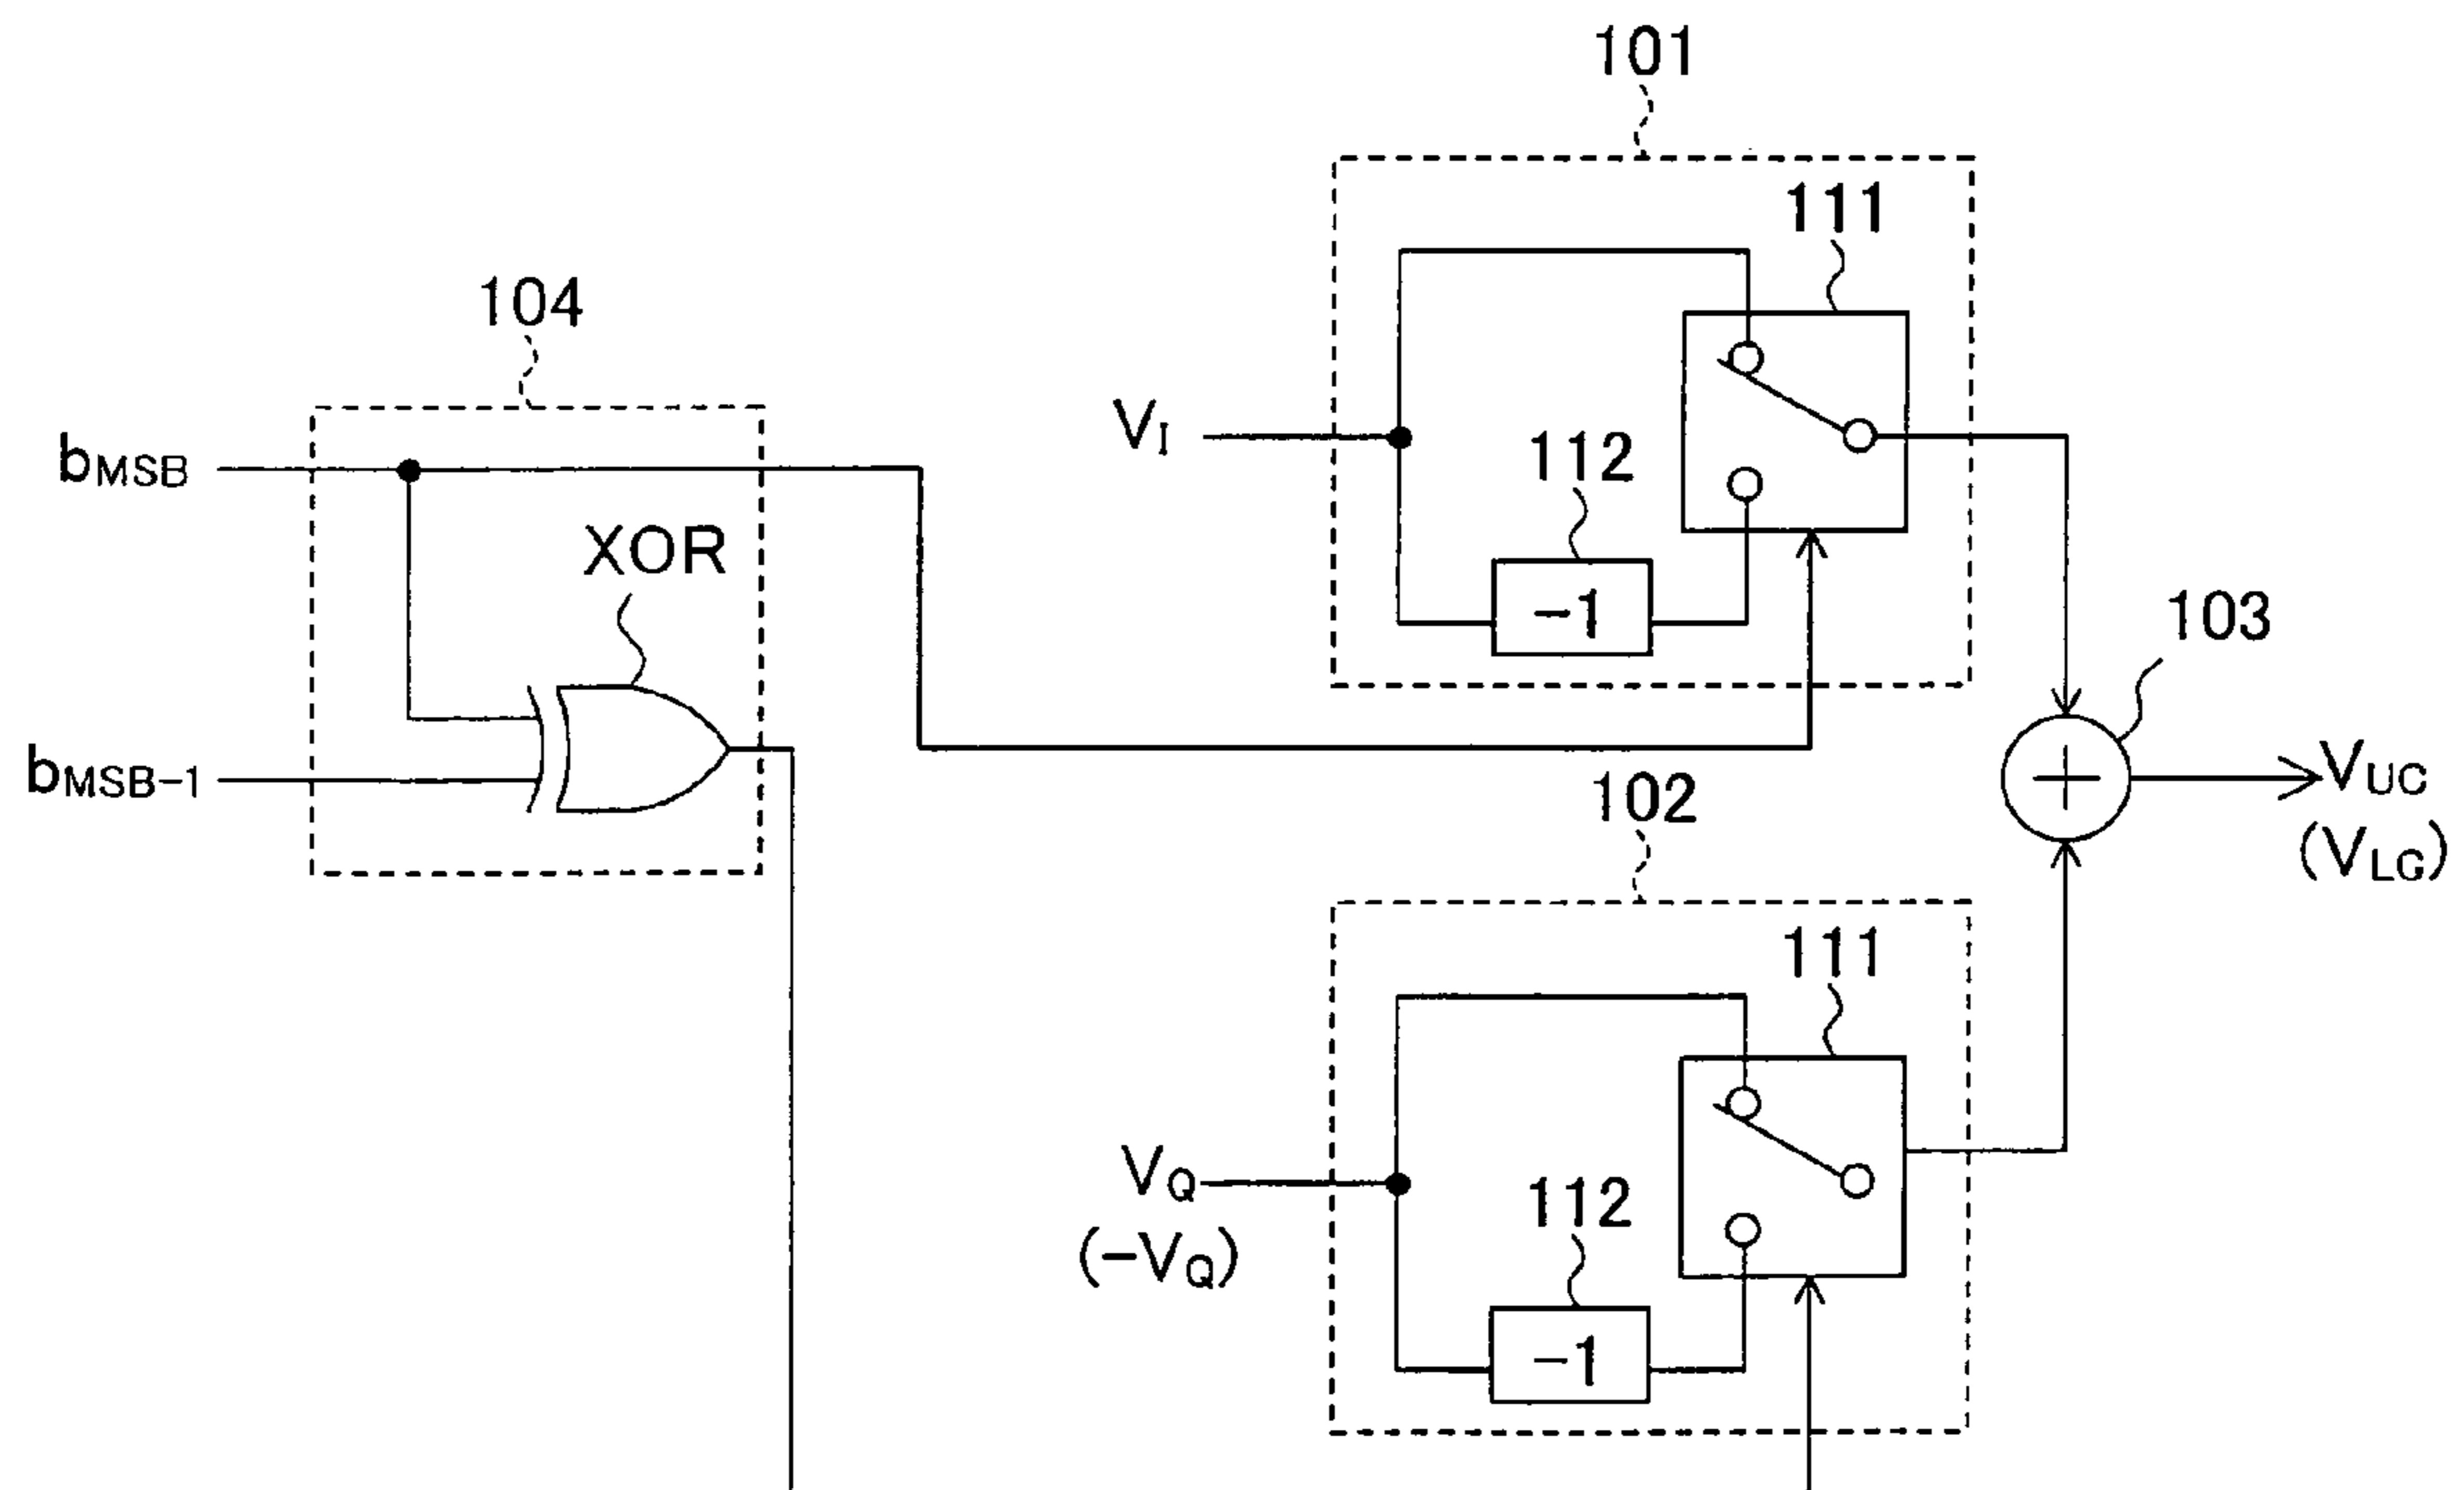 101
111
104
V_I
112
b_MSB
XOR
-1
103
b_MSB-1
102
V_UC
(V_LG)
111
V_Q
(-V_Q)
112
-1